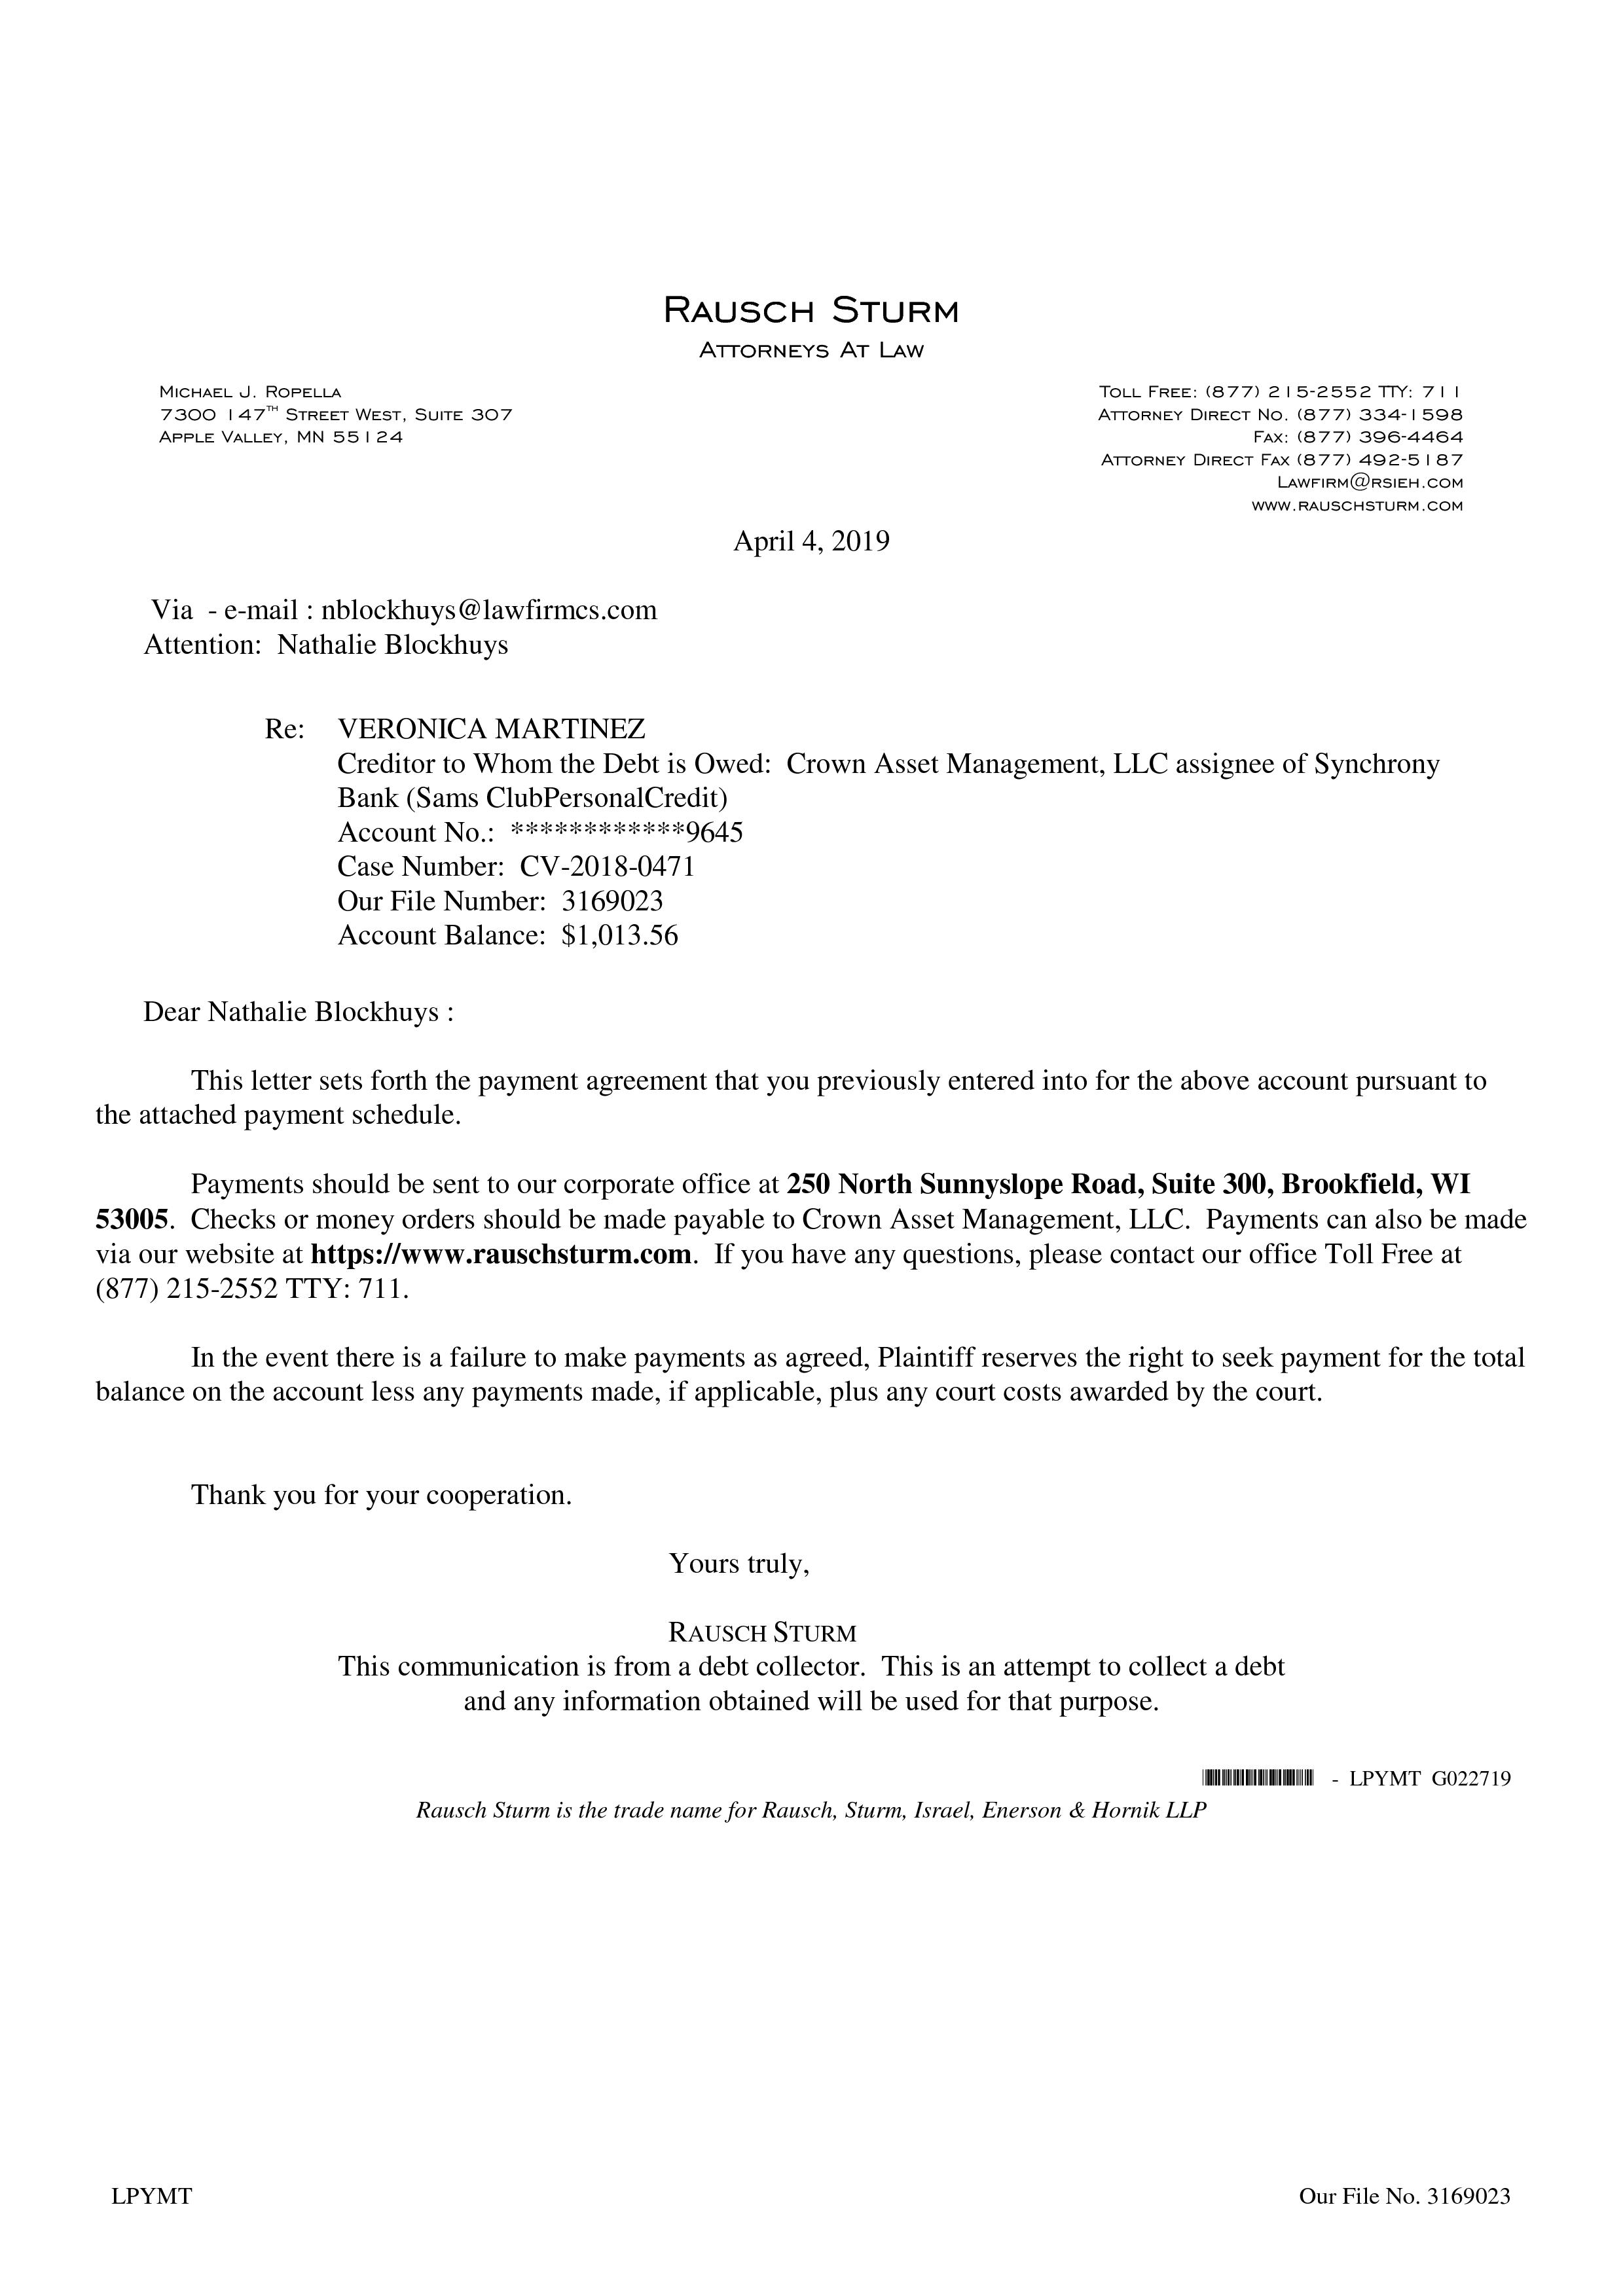 RAUSCH STURM
ATTORNEYS AT LAW
MICHAEL J. ROPELLA
7300 147TH STREET WEST, SUITE 307
APPLE VALLEY, MN 55124
TOLL FREE: (877) 215-2552 TTY: 711
ATTORNEY DIRECT NO. (877) 334-1598
FAX: (877) 396-4464
ATTORNEY DIRECT FAX (877) 492-5187
LAWFIRM@RSIEH.COM
WWW.RAUSCHSTURM.COM
April 4, 2019
Via - e-mail : nblockhuys@lawfirmcs.com
Attention: Nathalie Blockhuys
Re: VERONICA MARTINEZ
Creditor to Whom the Debt is Owed: Crown Asset Management, LLC assignee of Synchrony
Bank (Sams ClubPersonalCredit)
Account No.: ************9645
Case Number: CV-2018-0471
Our File Number: 3169023
Account Balance: $1,013.56
Dear Nathalie Blockhuys :
This letter sets forth the payment agreement that you previously entered into for the above account pursuant to
the attached payment schedule.
Payments should be sent to our corporate office at 250 North Sunnyslope Road, Suite 300, Brookfield, WI
53005. Checks or money orders should be made payable to Crown Asset Management, LLC. Payments can also be made
via our website at https://www.rauschsturm.com. If you have any questions, please contact our office Toll Free at
(877) 215-2552 TTY: 711.
In the event there is a failure to make payments as agreed, Plaintiff reserves the right to seek payment for the total
balance on the account less any payments made, if applicable, plus any court costs awarded by the court.
Thank you for your cooperation.
Yours truly,
RAUSCH STURM
This communication is from a debt collector. This is an attempt to collect a debt
and any information obtained will be used for that purpose.
- LPYMT G022719
Rausch Sturm is the trade name for Rausch, Sturm, Israel, Enerson & Hornik LLP
LPYMT
Our File No. 3169023